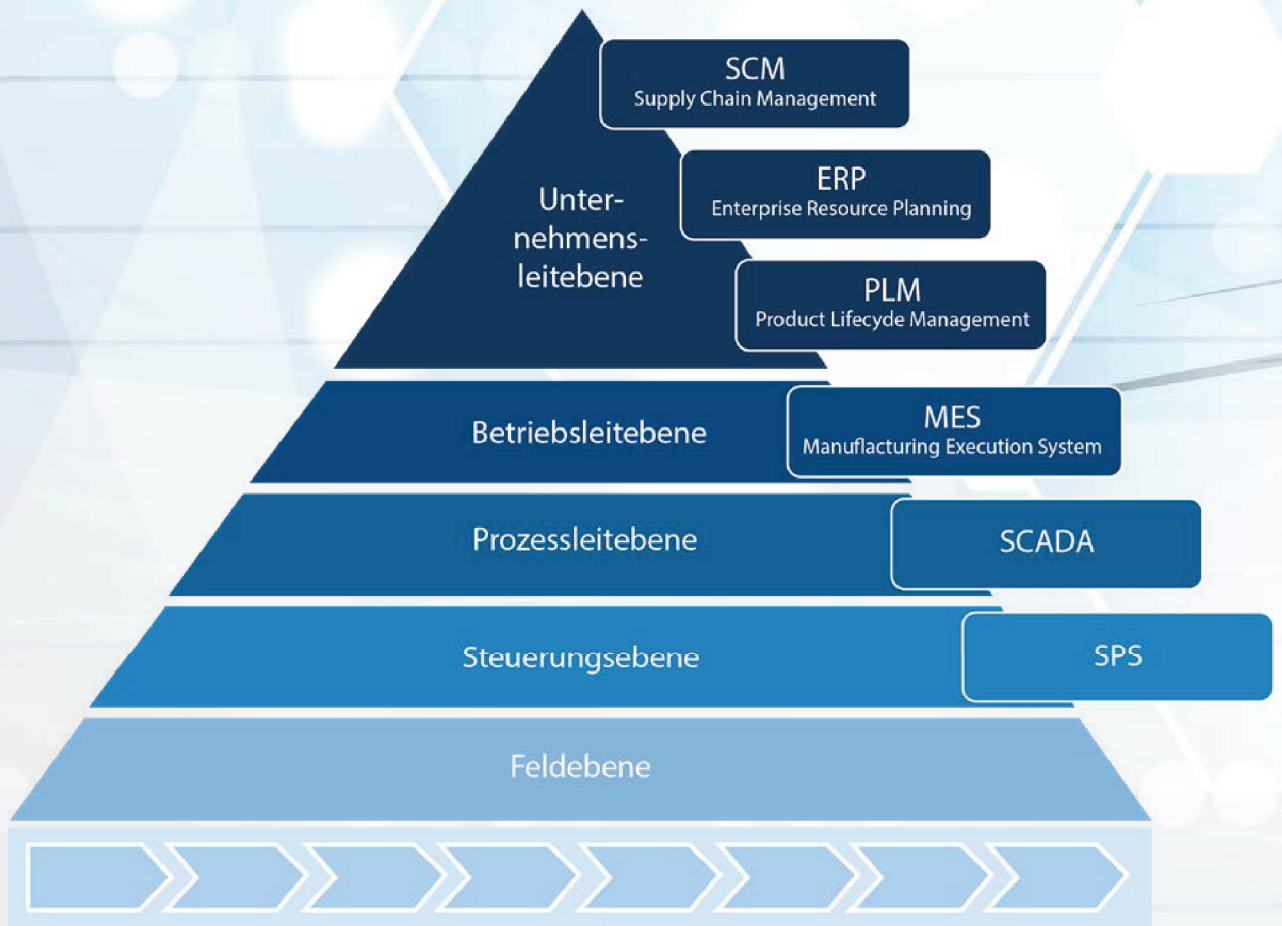 SCM
Supply Chain Management
ERP
Enterprise Resource Planning
Unter-
nehmens-
leitebene
PLM
Product Lifecyde Management
Betriebsleitebene
MES
Manuflacturing Execution System
Prozessleitebene
SCADA
Steuerungsebene
SPS
Feldebene